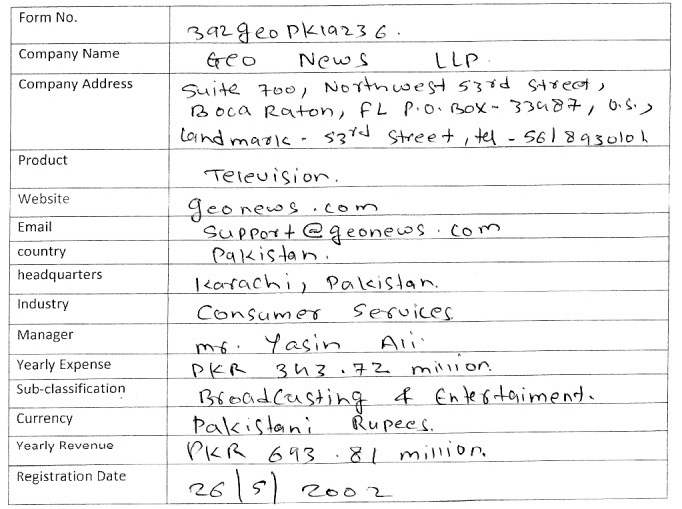 Form No.
392geoPK19236.
Company Name
Geo News LLP.
Company Address
Suite 700, Northwest 53rd Street,
Boca Raton, FL P.O. Box - 33987, U.S.,
Landmark - 53rd Street, tel - 5618930101
Product
Television.
Website
geonews.com
Email
support@geonews.com
country
Pakistan.
headquarters
Karachi, Pakistan.
Industry
Consumer Services
Manager
mr. Yasin Ali.
Yearly Expense
PKR 343.72 million.
Sub-classification
Broadcasting & Entertaiment.
Currency
Pakistani Rupees.
Yearly Revenue
PKR 693.81 million.
Registration Date
26/5/2002